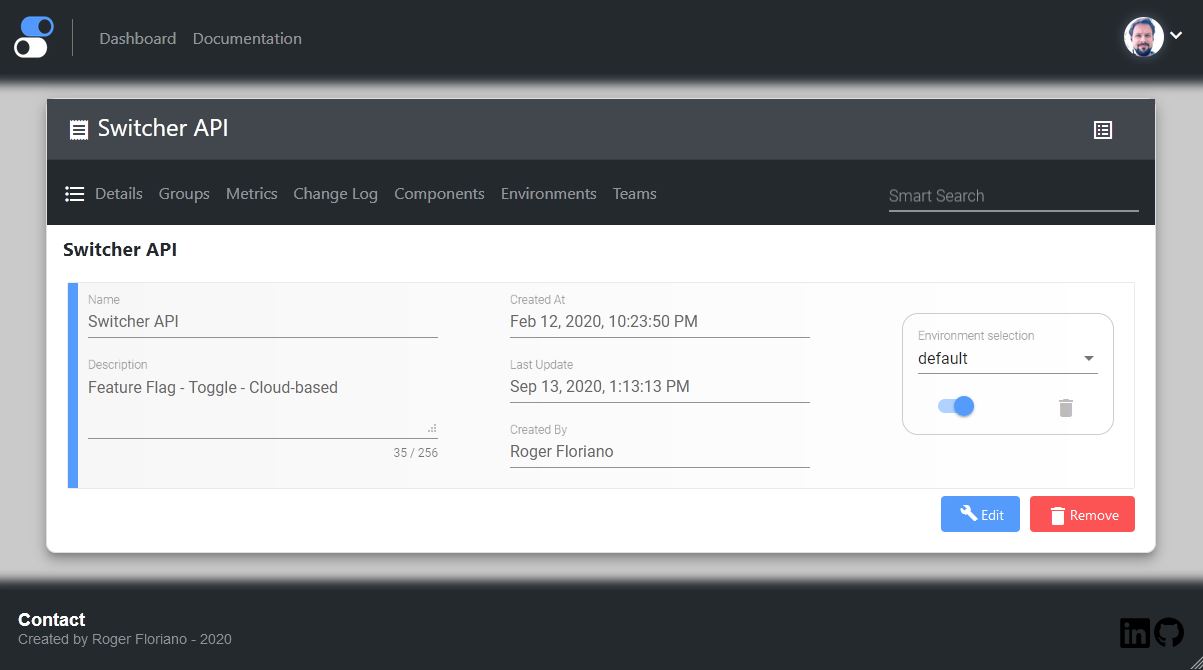 Dashboard Documentation
Switcher API
Details Groups Metrics Change Log Components Environments Teams Smart Search
Switcher API
Name
Switcher API
Description
Feature Flag - Toggle - Cloud-based
35 / 256
Created At
Feb 12, 2020, 10:23:50 PM
Last Update
Sep 13, 2020, 1:13:13 PM
Created By
Roger Floriano
Environment selection
default
Edit Remove
Contact
Created by Roger Floriano - 2020
in